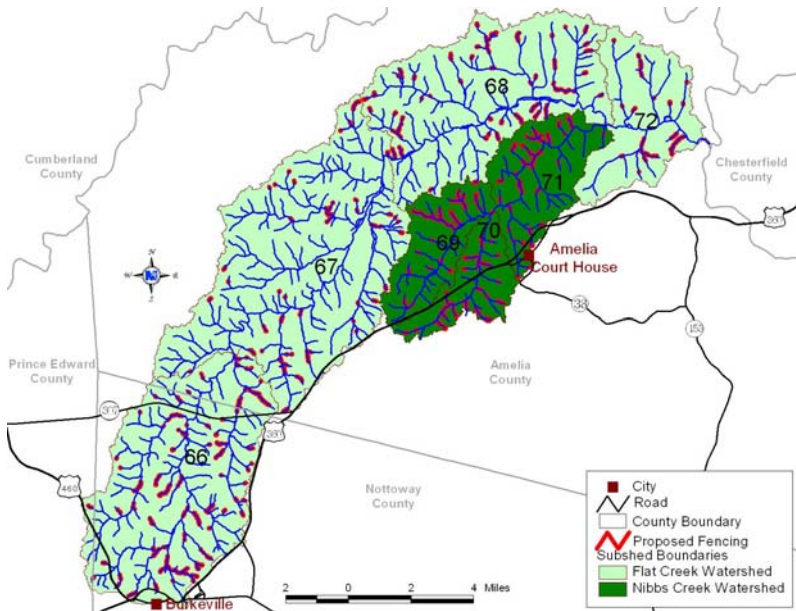 68
72
Cumberland
County
Chesterfield
County
71
360
69
70
Amelia
Court House
67
N
W
S
38
153
Prince Edward
County
Amelia
County
307
360
66
460
Nottoway
County
City
Road
County Boundary
Proposed Fencing
Subshed Boundaries
Flat Creek Watershed
Nibbs Creek Watershed
2 0 2 4 Miles
Burkeville